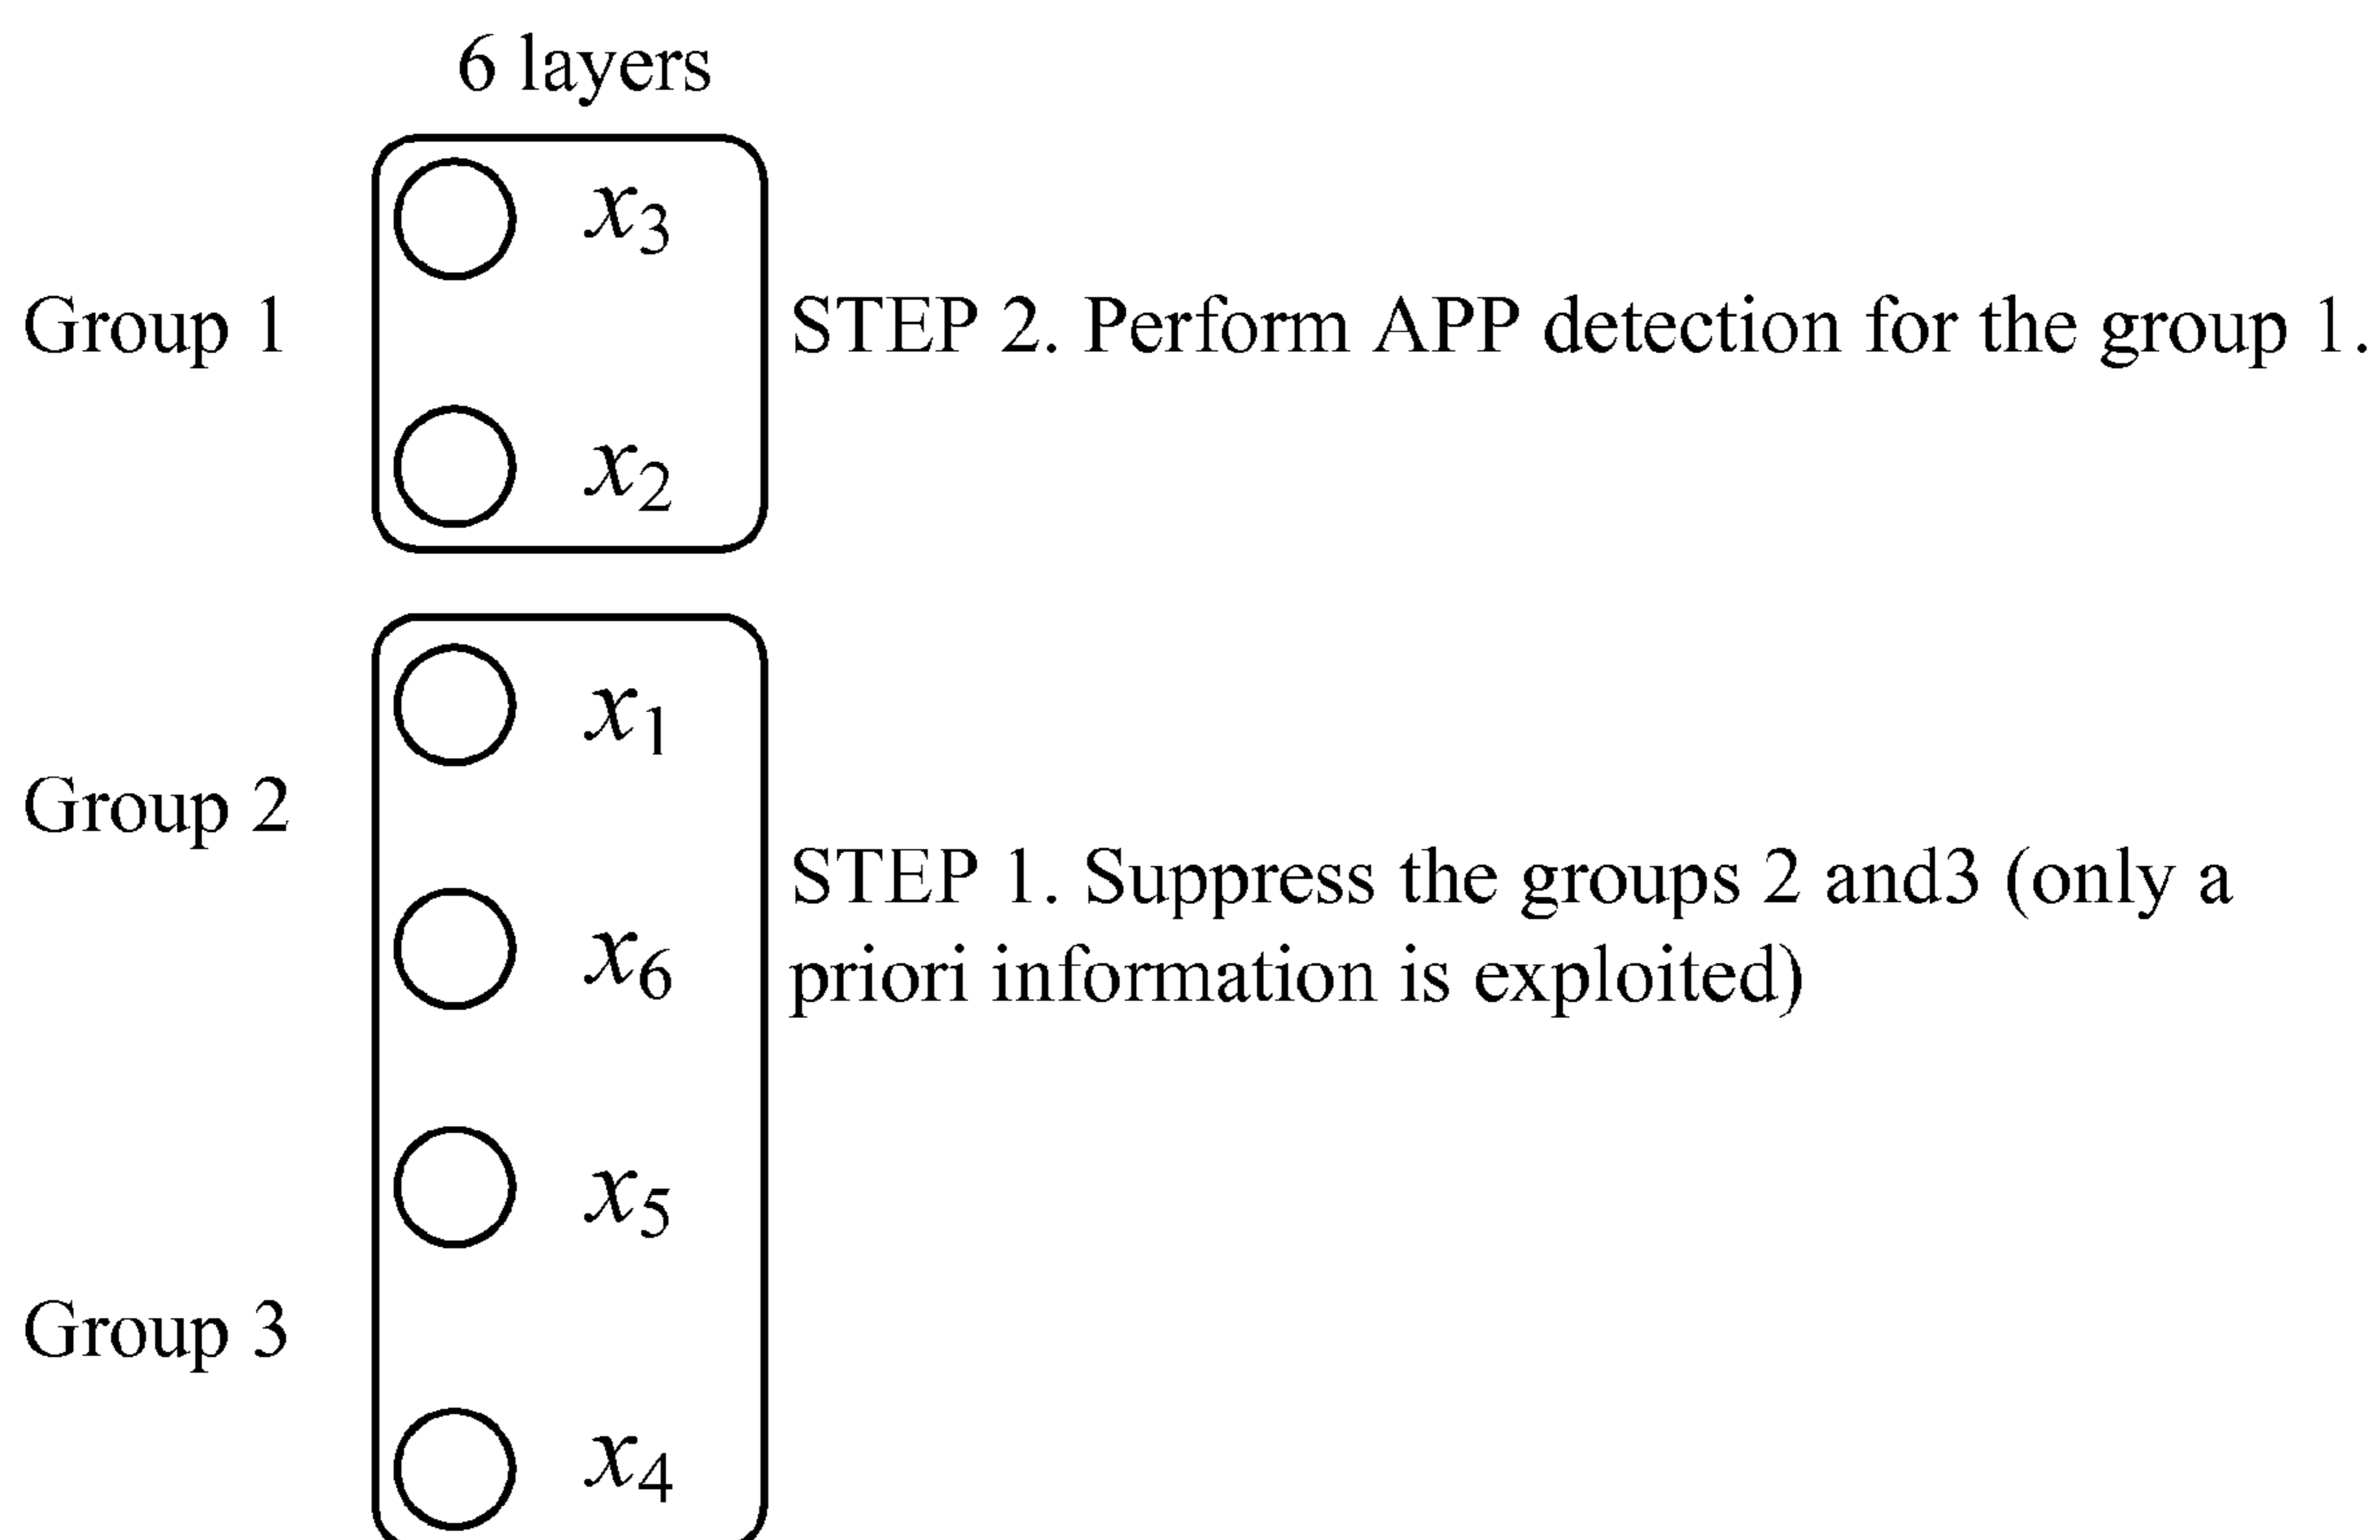 6 layers
x3
Group 1
STEP 2. Perform APP detection for the group 1.
x2
x1
Group 2
STEP 1. Suppress the groups 2 and3 (only a
priori information is exploited)
x6
x5
Group 3
x4